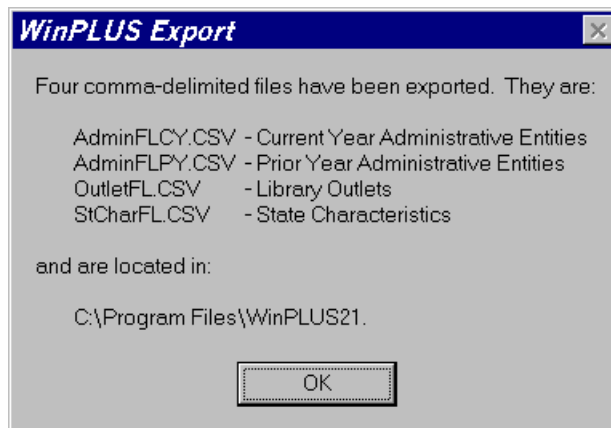 WinPLUS Export
Four comma-delimited files have been exported. They are:
AdminFLCY.CSV - Current Year Administrative Entities
AdminFLPY.CSV - Prior Year Administrative Entities
OutletFL.CSV - Library Outlets
StCharFL.CSV - State Characteristics
and are located in:
C:\Program Files\WinPLUS21.
OK